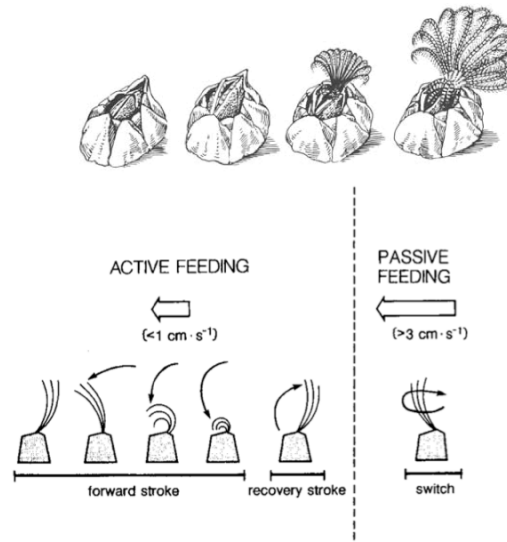 ACTIVE FEEDING
PASSIVE
FEEDING
(<1 cm · s⁻¹)
(>3 cm · s⁻¹)
forward stroke
recovery stroke
switch